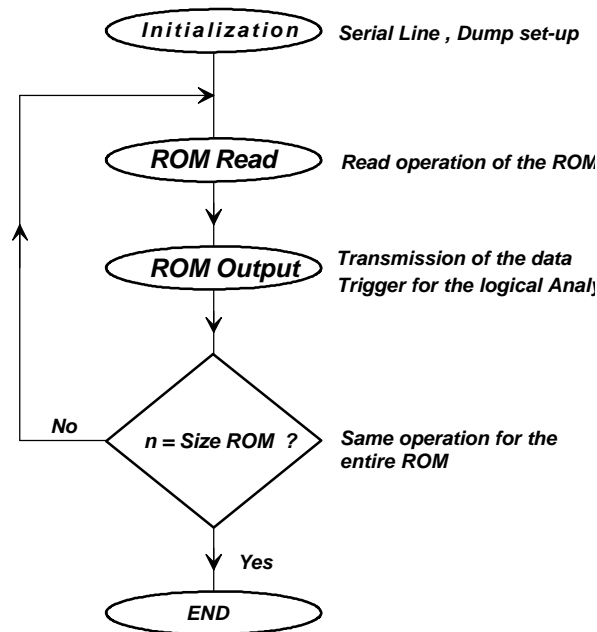 Initialization
Serial Line , Dump set-up
ROM Read
Read operation of the ROM
ROM Output
Transmission of the data
Trigger for the logical Analy
No
n = Size ROM ?
Same operation for the
entire ROM
Yes
END